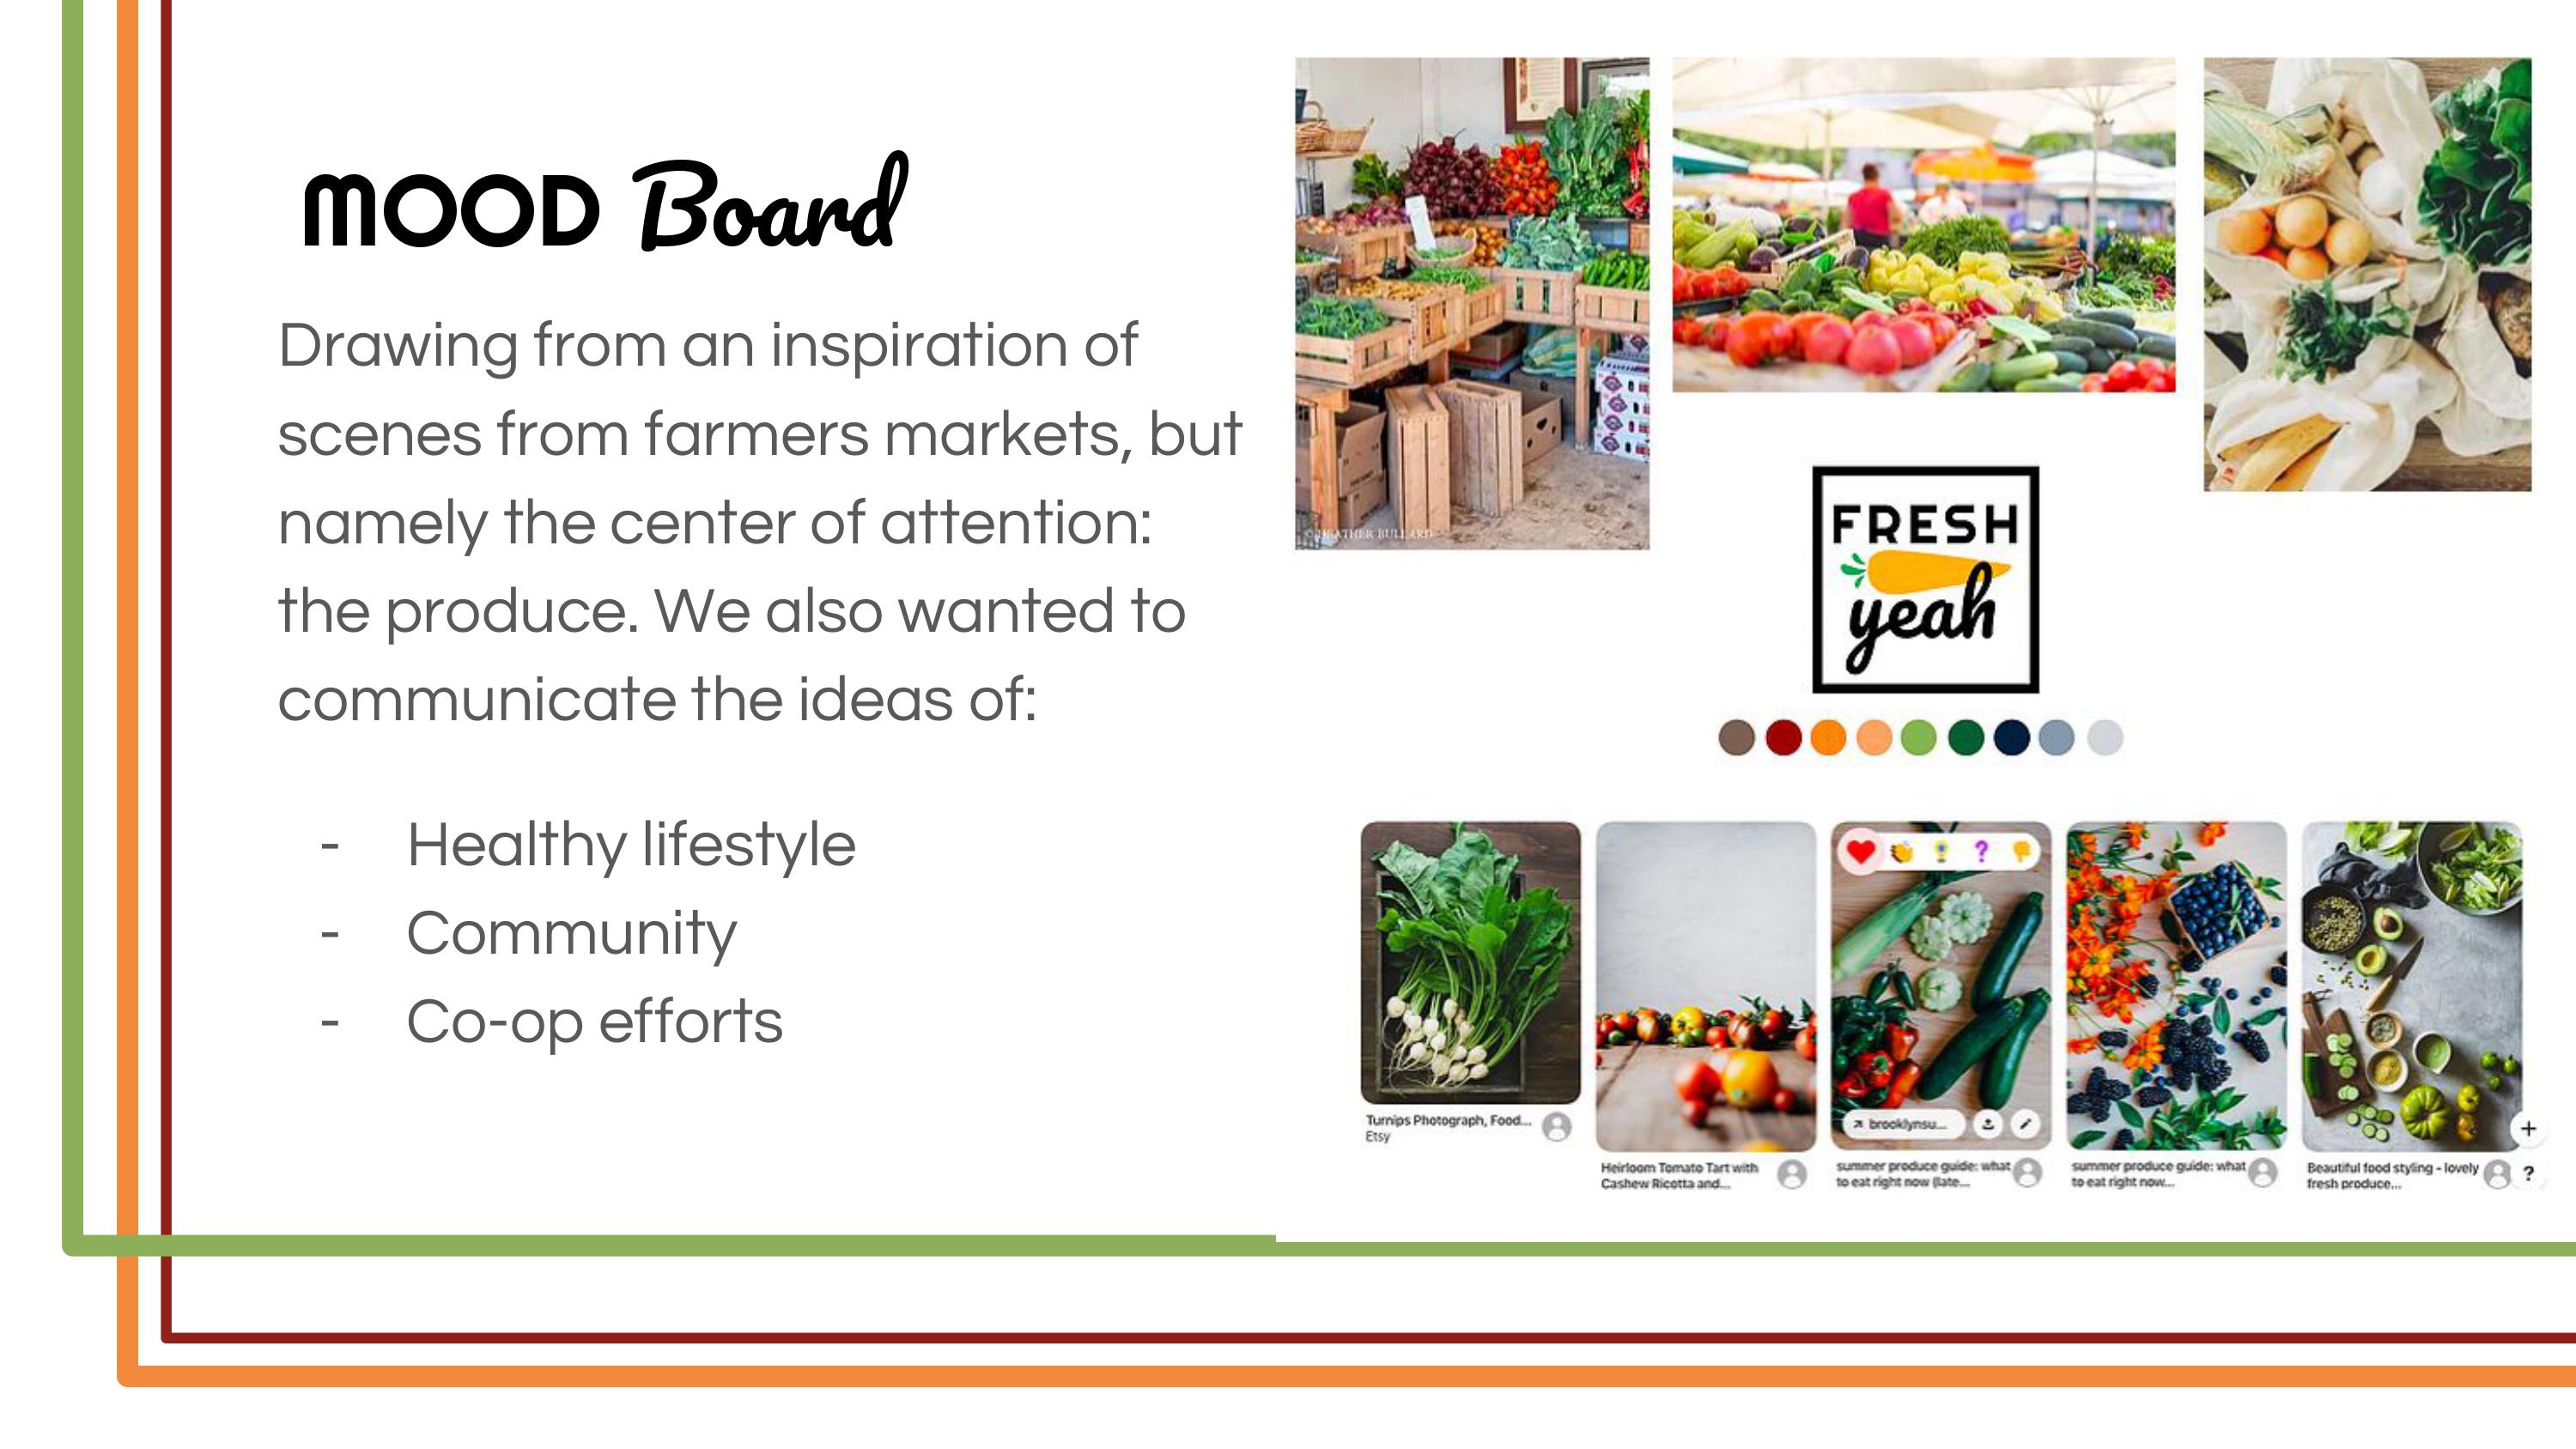 MOOD Board
Drawing from an inspiration of
scenes from farmers markets, but
namely the center of attention:
the produce. We also wanted to
communicate the ideas of:
- Healthy lifestyle
- Community
- Co-op efforts
© HEATHER BULLARD
FRESH
yeah
?
brooklynsu...
Turnips Photograph, Food...
Etsy
Heirloom Tomato Tart with
Cashew Ricotta and...
summer produce guide: what
to eat right now (late...
summer produce guide: what
to eat right now...
Beautiful food styling - lovely
fresh produce...
+
?